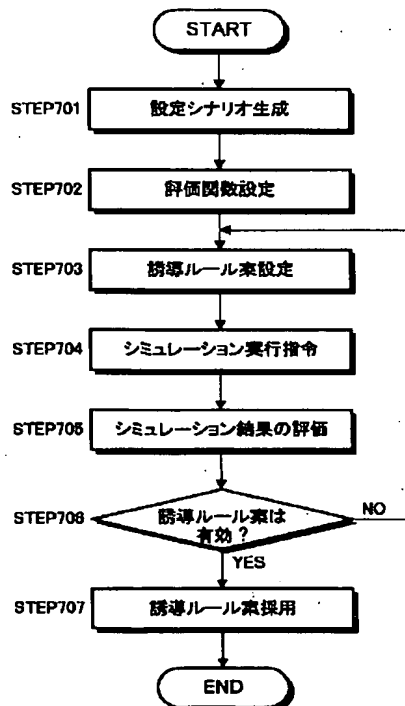 START
STEP701 設定シナリオ生成
STEP702 評価関数設定
STEP703 誘導ルール案設定
STEP704 シミュレーション実行指令
STEP705 シミュレーション結果の評価
STEP706 誘導ルール案は
有効？
NO
YES
STEP707 誘導ルール案採用
END